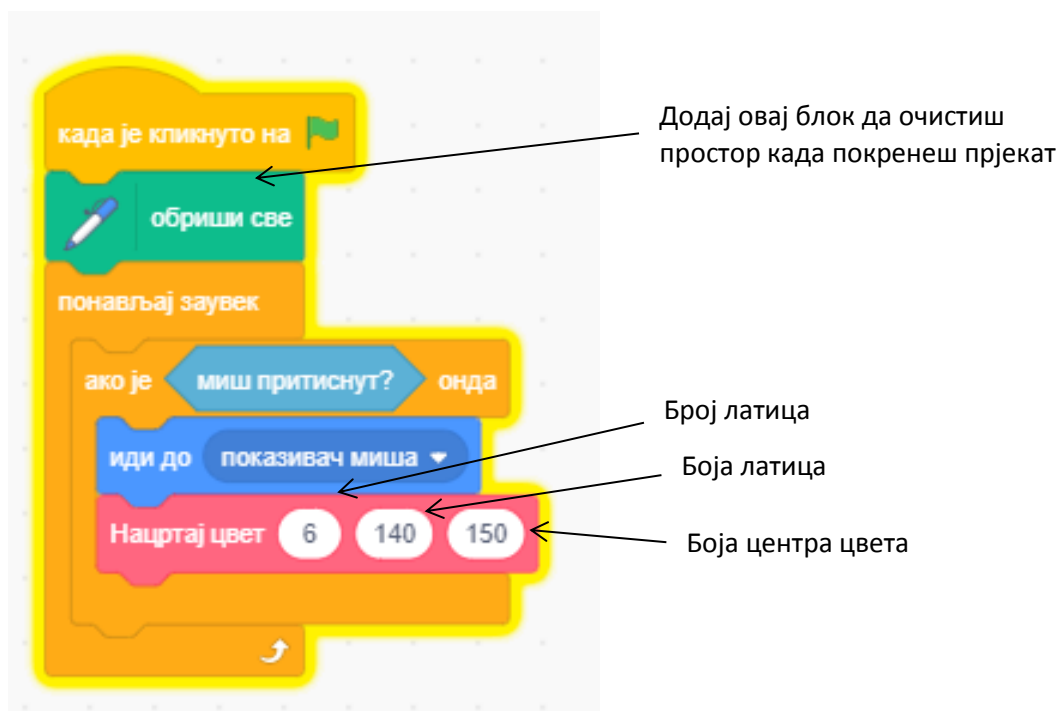 када је кликнуто на
обриши све
понављај заувек
ако је миш притиснут? онда
иди до показивач миша
Нацртај цвет 6 140 150
Додај овај блок да очистиш
простор када покренеш прјекат
Број латица
Боја латица
Боја центра цвета